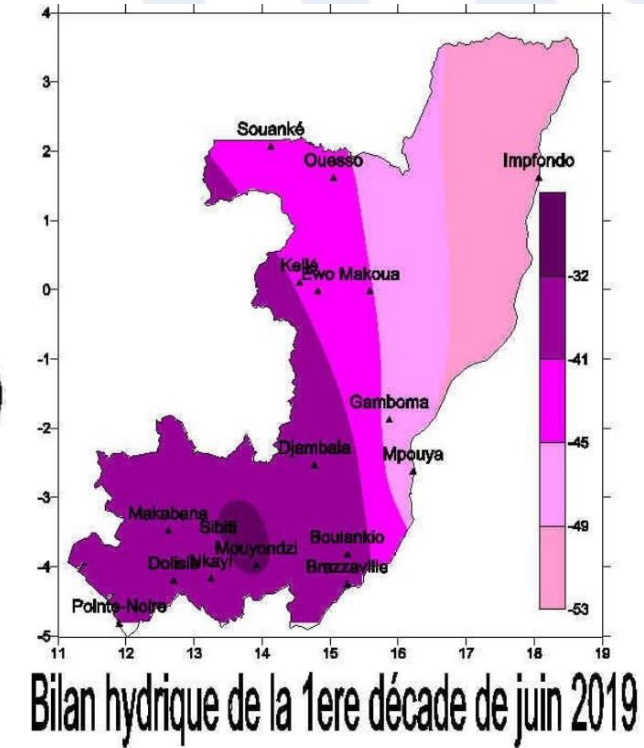 4
3
Souanké
2
Ouesso Impfondo
1
-32
Kellé
Ewo Makoua
0
-1 -41
Gamboma
-2
-45
Djambala Mpouya
-3
-49
Makabana
Sibiti
Boulankio
Mouyondzi
-4
Dolisie Nkayi Brazzaville
-53
Pointe-Noire
-5
11 12 13 14 15 16 17 18 19
Bilan hydrique de la 1ere décade de juin 2019